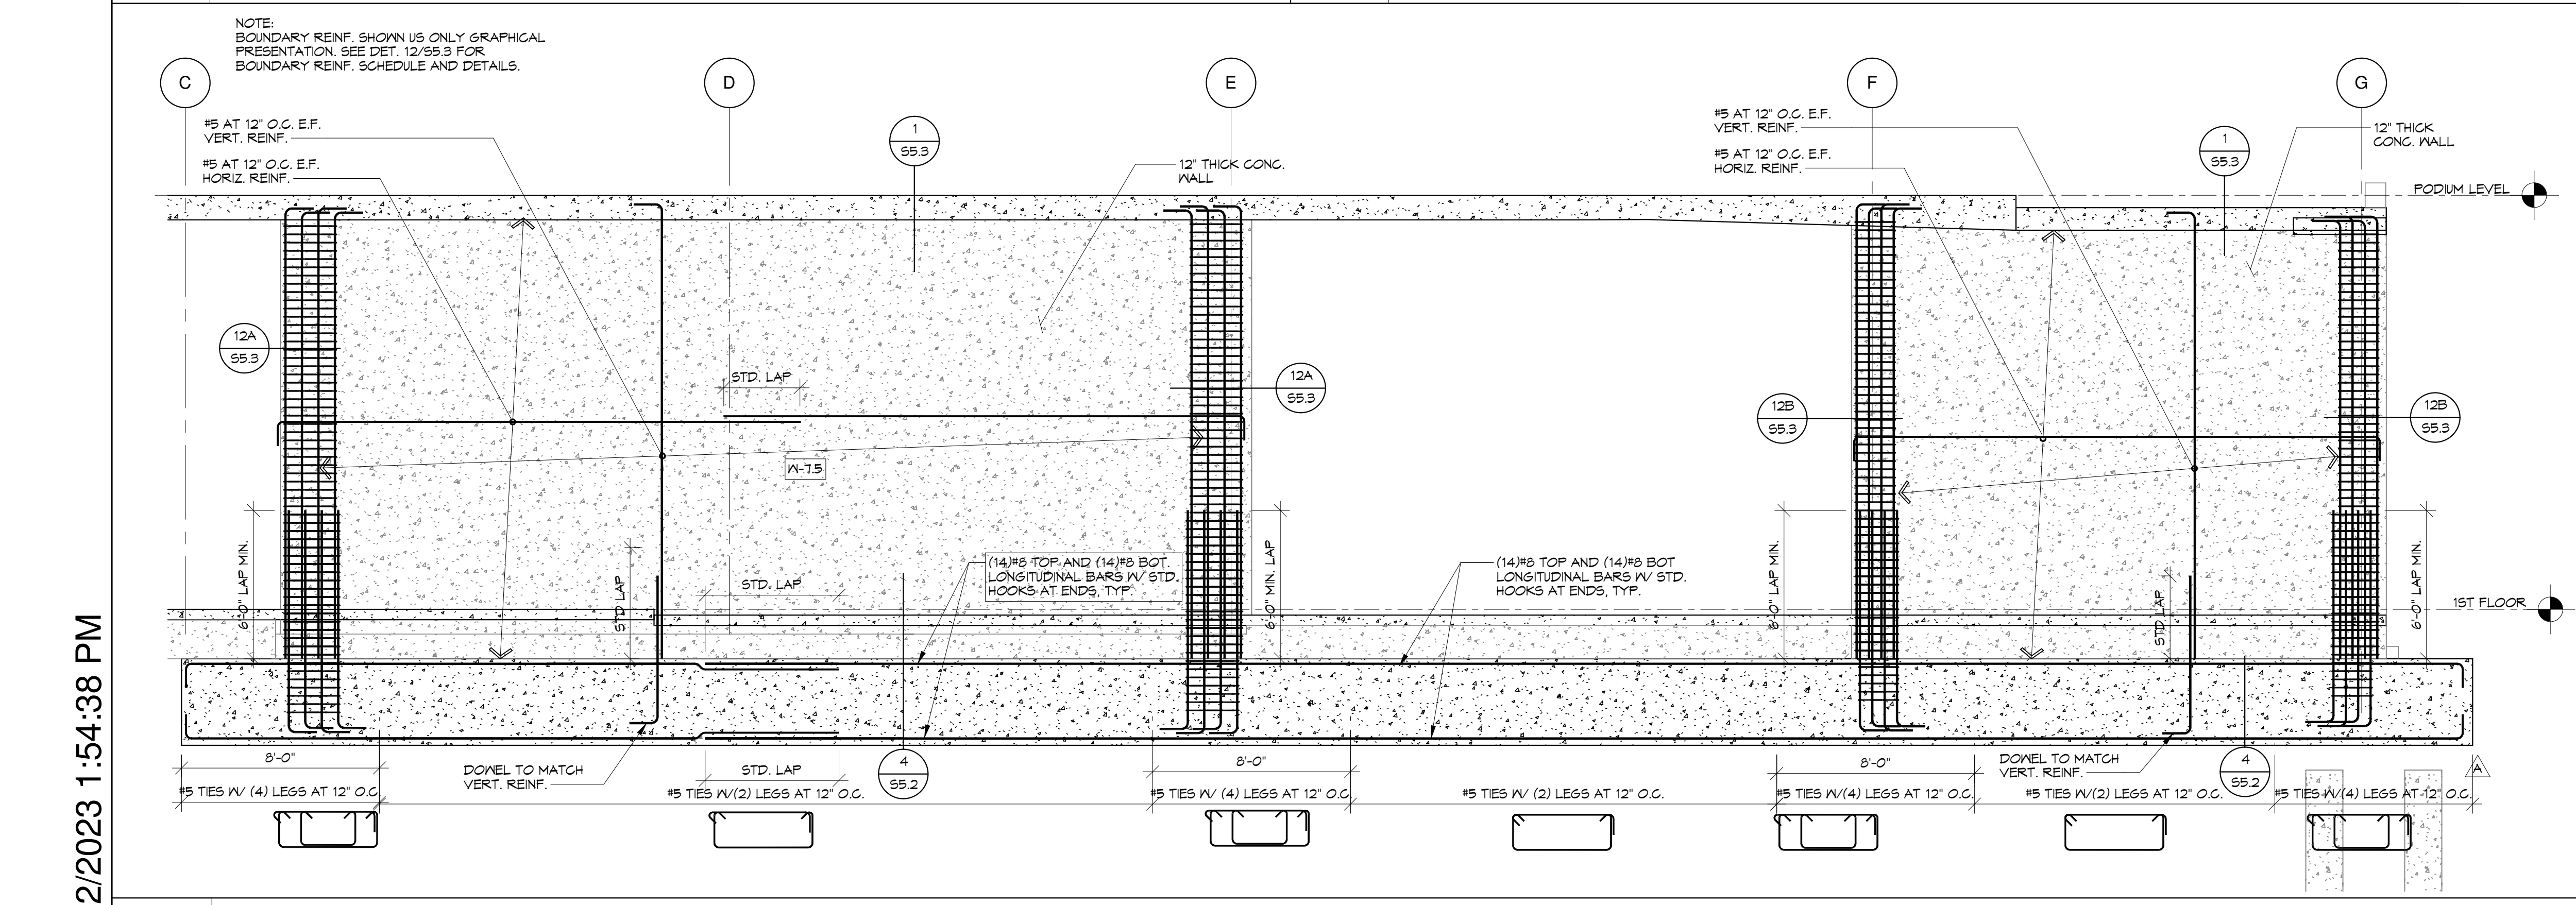 NOTE:
BOUNDARY REINF. SHOWN US ONLY GRAPHICAL
PRESENTATION. SEE DET. 12/S5.3 FOR
BOUNDARY REINF. SCHEDULE AND DETAILS.
C
D
E
F
G
#5 AT 12" O.C. E.F.
VERT. REINF.
#5 AT 12" O.C. E.F.
HORIZ. REINF.
1
S5.3
12" THICK CONC.
WALL
#5 AT 12" O.C. E.F.
VERT. REINF.
#5 AT 12" O.C. E.F.
HORIZ. REINF.
1
S5.3
12" THICK
CONC. WALL
PODIUM LEVEL
12A
S5.3
STD. LAP
12A
S5.3
12B
S5.3
12B
S5.3
W-7.5
6'-0" LAP MIN.
STD LAP
STD. LAP
(14)#8 TOP AND (14)#8 BOT.
LONGITUDINAL BARS W/ STD.
HOOKS AT ENDS, TYP.
6'-0" MIN. LAP
(14)#8 TOP AND (14)#8 BOT
LONGITUDINAL BARS W/ STD.
HOOKS AT ENDS, TYP.
6'-0" LAP MIN.
STD LAP
6'-0" LAP MIN.
1ST FLOOR
8'-0"
DOWEL TO MATCH
VERT. REINF.
STD. LAP
4
S5.2
8'-0"
8'-0"
DOWEL TO MATCH
VERT. REINF.
4
S5.2
A
#5 TIES W/ (4) LEGS AT 12" O.C.
#5 TIES W/(2) LEGS AT 12" O.C.
#5 TIES W/ (4) LEGS AT 12" O.C.
#5 TIES W/ (2) LEGS AT 12" O.C.
#5 TIES W/(4) LEGS AT 12" O.C.
#5 TIES W/(2) LEGS AT 12" O.C.
#5 TIES W/(4) LEGS AT 12" O.C.
2/2023 1:54:38 PM